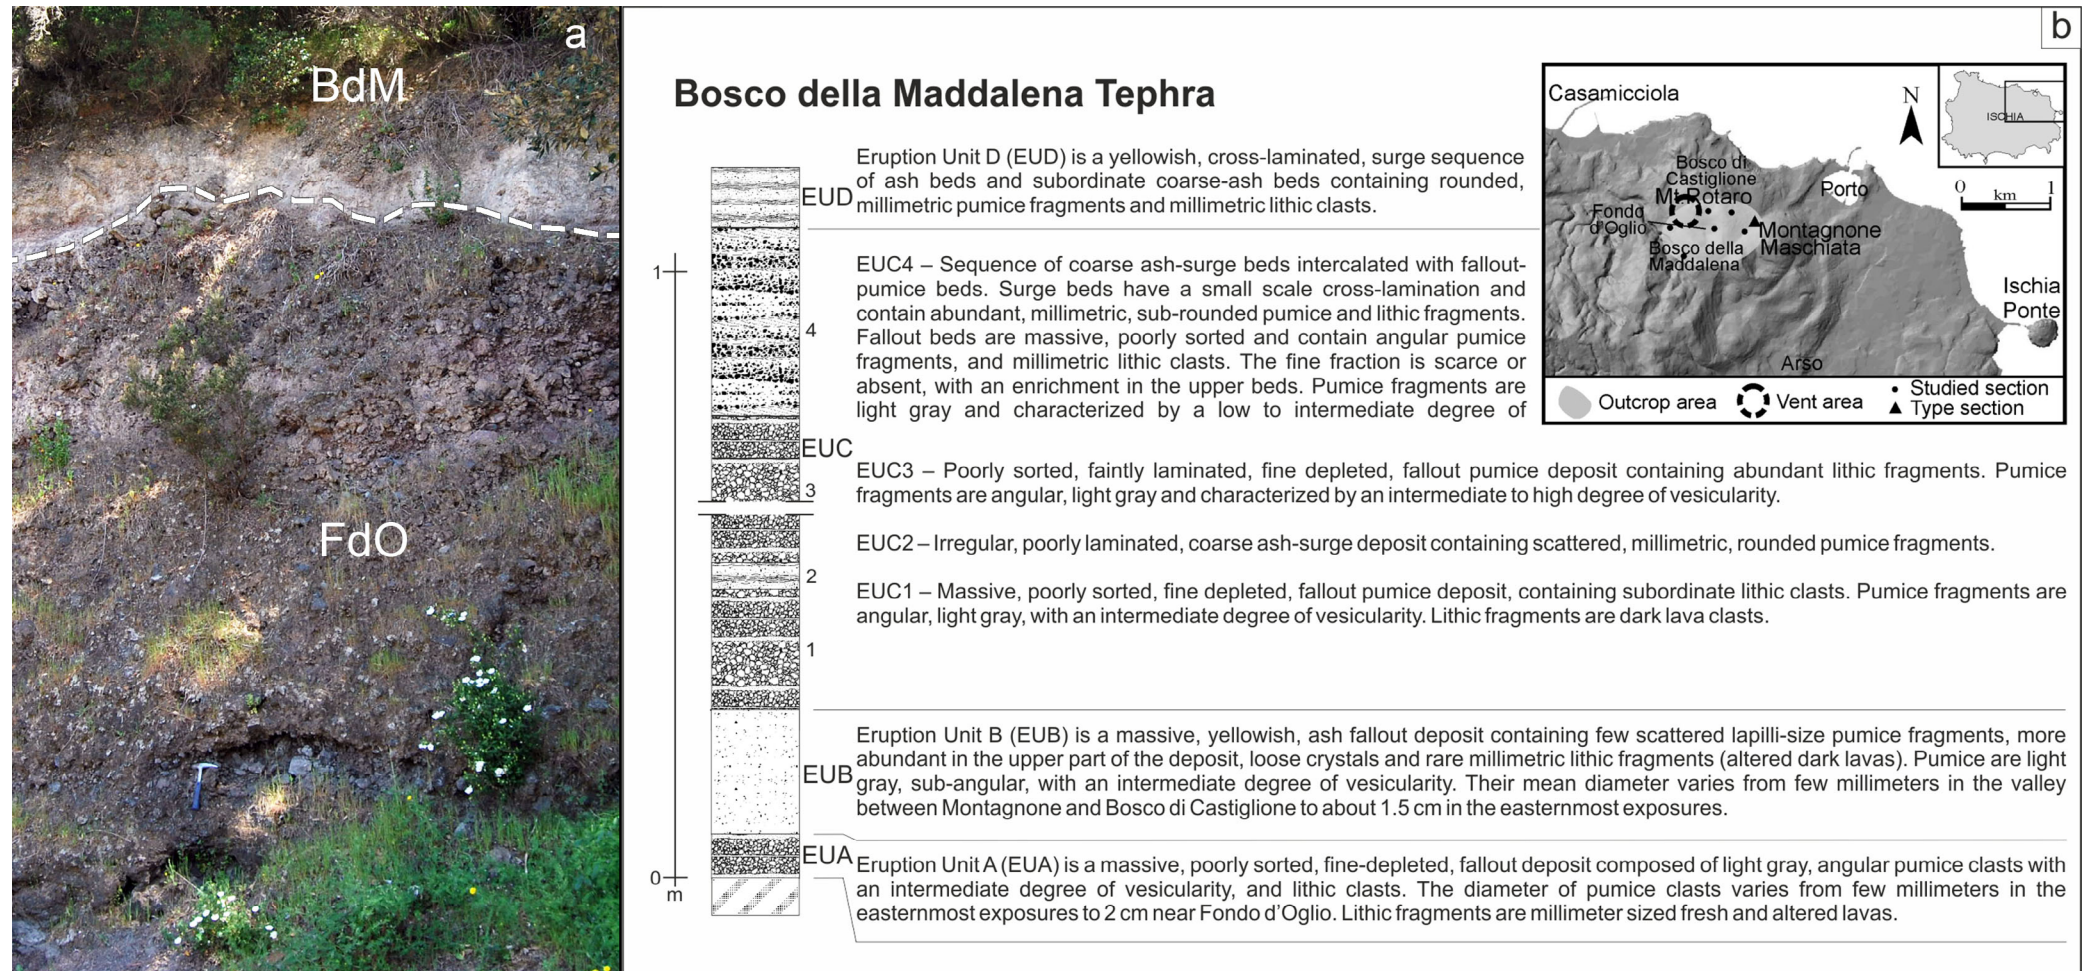 a
BdM
FdO
b
Bosco della Maddalena Tephra
Casamicciola
N
ISCHIA
Bosco di
Castiglione
Mt Rotaro
Porto
0 1
km
Fondo
d'Oglio
Montagnone
Maschiata
Bosco della
Maddalena
Ischia
Ponte
Arso
Outcrop area
Vent area
Studied section
Type section
EUD
Eruption Unit D (EUD) is a yellowish, cross-laminated, surge sequence
of ash beds and subordinate coarse-ash beds containing rounded,
millimetric pumice fragments and millimetric lithic clasts.
1
4
EUC4 – Sequence of coarse ash-surge beds intercalated with fallout-
pumice beds. Surge beds have a small scale cross-lamination and
contain abundant, millimetric, sub-rounded pumice and lithic fragments.
Fallout beds are massive, poorly sorted and contain angular pumice
fragments, and millimetric lithic clasts. The fine fraction is scarce or
absent, with an enrichment in the upper beds. Pumice fragments are
light gray and characterized by a low to intermediate degree of
EUC
3
EUC3 – Poorly sorted, faintly laminated, fine depleted, fallout pumice deposit containing abundant lithic fragments. Pumice
fragments are angular, light gray and characterized by an intermediate to high degree of vesicularity.
2
EUC2 – Irregular, poorly laminated, coarse ash-surge deposit containing scattered, millimetric, rounded pumice fragments.
1
EUC1 – Massive, poorly sorted, fine depleted, fallout pumice deposit, containing subordinate lithic clasts. Pumice fragments are
angular, light gray, with an intermediate degree of vesicularity. Lithic fragments are dark lava clasts.
EUB
Eruption Unit B (EUB) is a massive, yellowish, ash fallout deposit containing few scattered lapilli-size pumice fragments, more
abundant in the upper part of the deposit, loose crystals and rare millimetric lithic fragments (altered dark lavas). Pumice are light
gray, sub-angular, with an intermediate degree of vesicularity. Their mean diameter varies from few millimeters in the valley
between Montagnone and Bosco di Castiglione to about 1.5 cm in the easternmost exposures.
EUA
0
m
Eruption Unit A (EUA) is a massive, poorly sorted, fine-depleted, fallout deposit composed of light gray, angular pumice clasts with
an intermediate degree of vesicularity, and lithic clasts. The diameter of pumice clasts varies from few millimeters in the
easternmost exposures to 2 cm near Fondo d'Oglio. Lithic fragments are millimeter sized fresh and altered lavas.